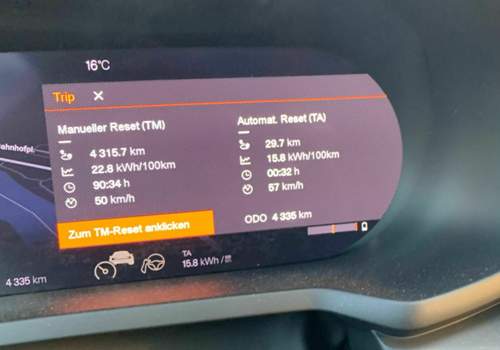 16°C
Trip ✕
Manueller Reset (TM)
4 315.7 km
22.8 kWh/100km
90:34 h
50 km/h
Zum TM-Reset anklicken
Automat. Reset (TA)
29.7 km
15.8 kWh/100km
00:32 h
57 km/h
ODO 4 335 km
4 335 km
TA
15.8 kWh /